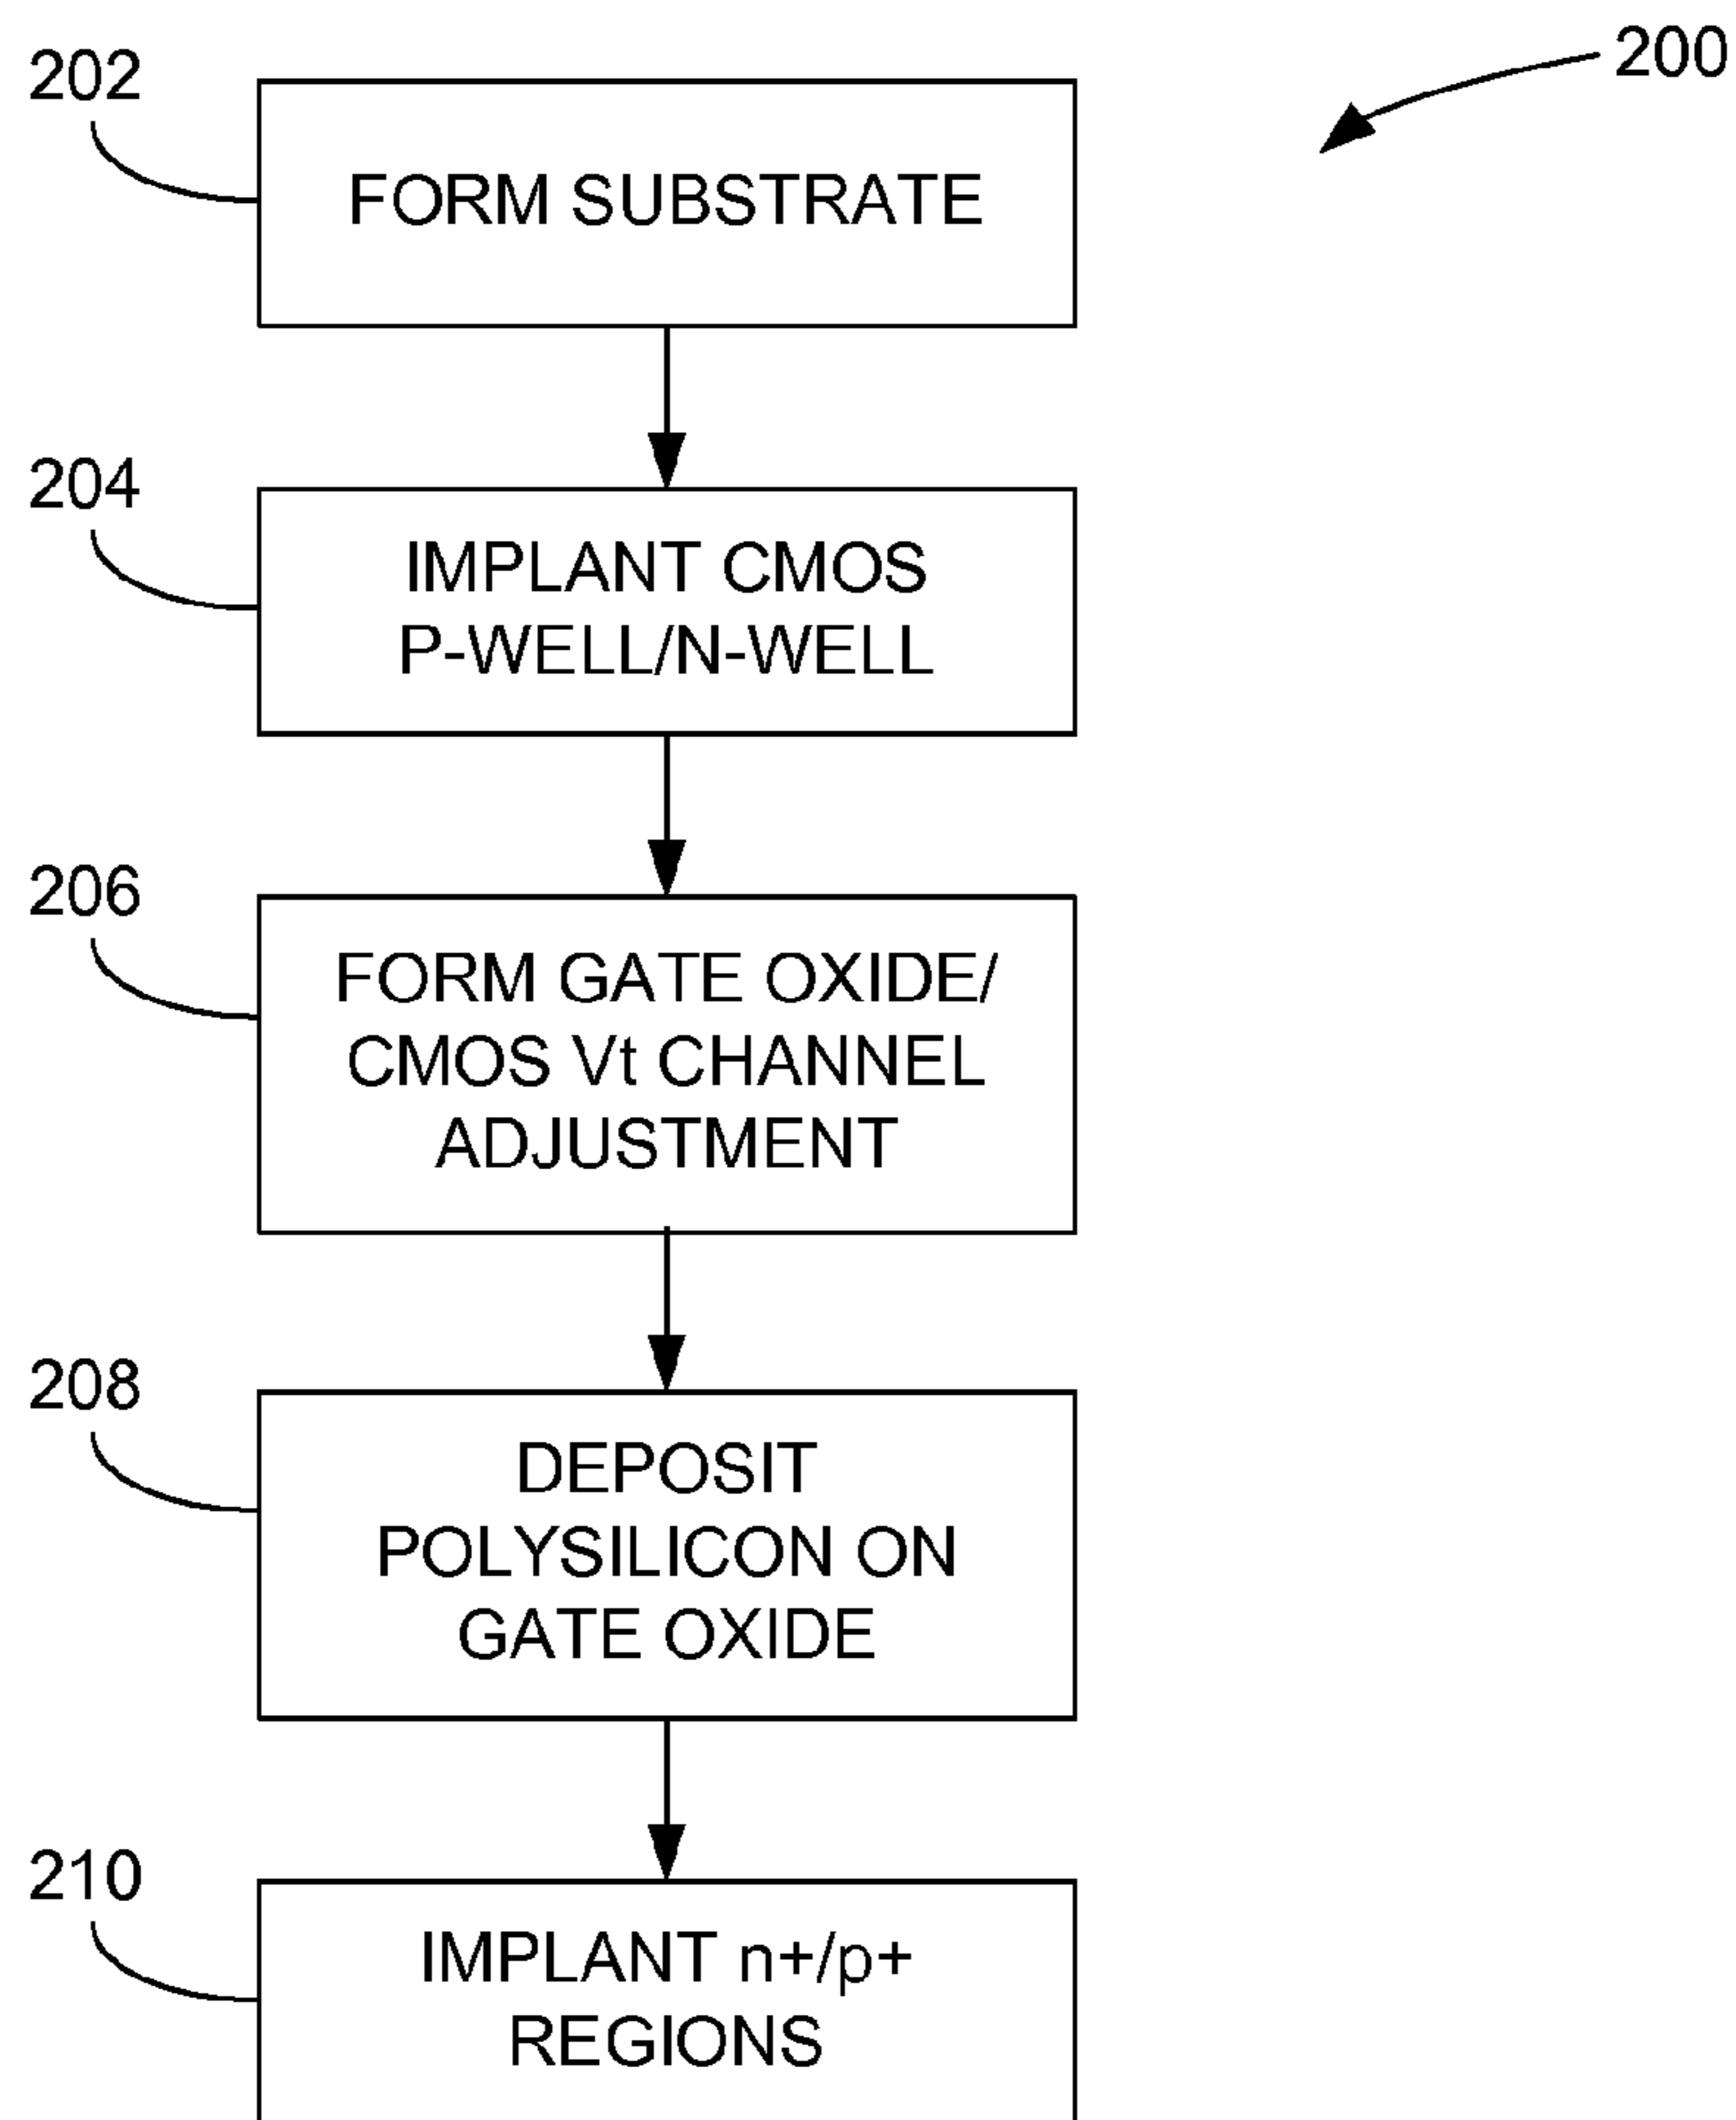 200
202
FORM SUBSTRATE
204
IMPLANT CMOS
P-WELL/N-WELL
206
FORM GATE OXIDE/
CMOS Vt CHANNEL
ADJUSTMENT
208
DEPOSIT
POLYSILICON ON
GATE OXIDE
210
IMPLANT n+/p+
REGIONS